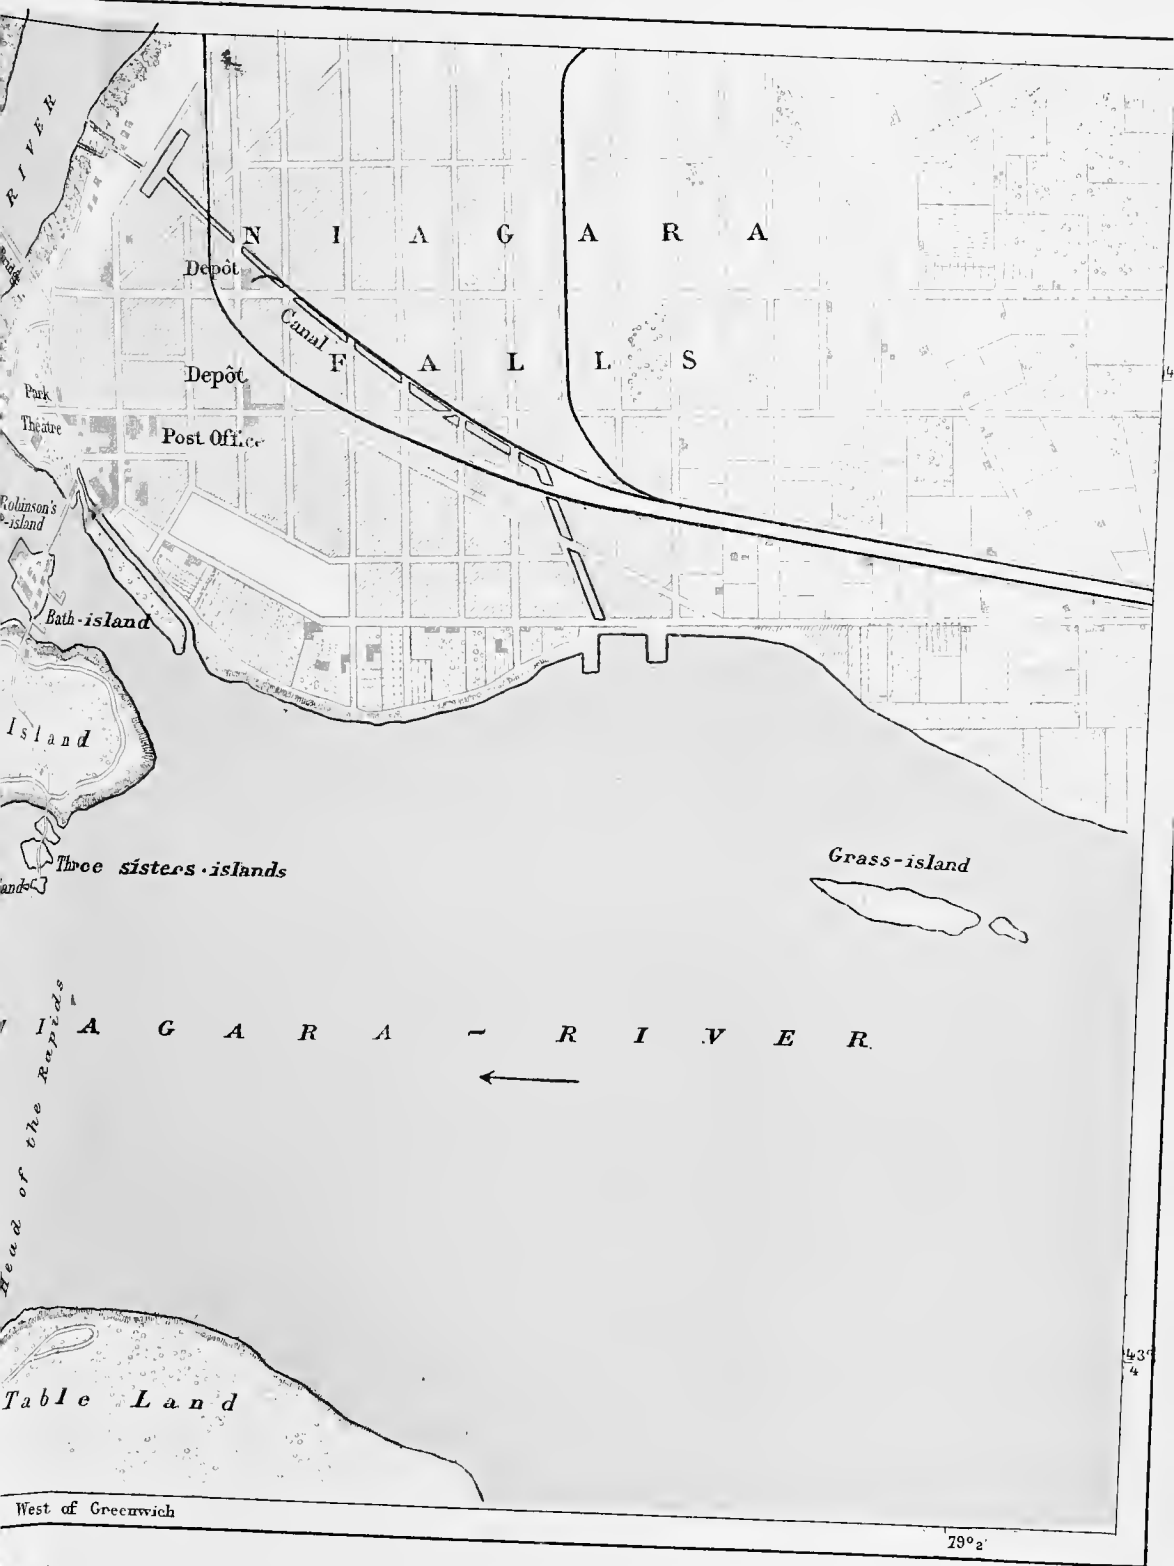 RIVER
NIAGARA
Depôt
Canal
FALLS
Depôt
Park
Theâtre
Post Office
Robinson's
-island
Bath-island
Island
Three sisters-islands
Grass-island
IAGARA-RIVER.
Head of the Rapids
43°
4
Table Land
West of Greenwich
79°2'